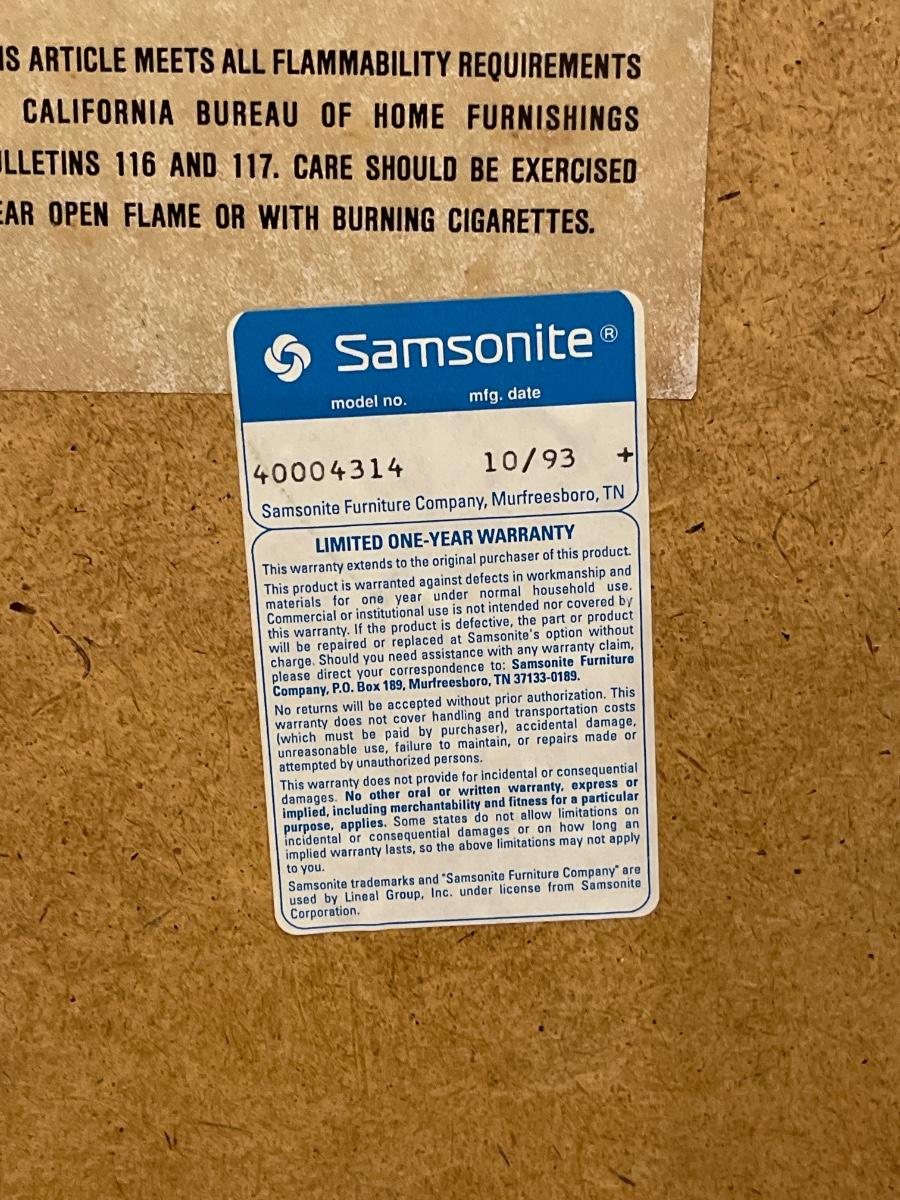 IS ARTICLE MEETS ALL FLAMMABILITY REQUIREMENTS
CALIFORNIA BUREAU OF HOME FURNISHINGS
LLETINS 116 AND 117. CARE SHOULD BE EXERCISED
EAR OPEN FLAME OR WITH BURNING CIGARETTES.
Samsonite®
model no. mfg. date
40004314 10/93 +
Samsonite Furniture Company, Murfreesboro, TN
LIMITED ONE-YEAR WARRANTY
This warranty extends to the original purchaser of this product.
This product is warranted against defects in workmanship and
materials for one year under normal household use.
Commercial or institutional use is not intended nor covered by
this warranty. If the product is defective, the part or product
will be repaired or replaced at Samsonite's option without
charge. Should you need assistance with any warranty claim,
please direct your correspondence to: Samsonite Furniture
Company, P.O. Box 189, Murfreesboro, TN 37133-0189.
No returns will be accepted without prior authorization. This
warranty does not cover handling and transportation costs
(which must be paid by purchaser), accidental damage,
unreasonable use, failure to maintain, or repairs made or
attempted by unauthorized persons.
This warranty does not provide for incidental or consequential
damages. No other oral or written warranty, express or
implied, including merchantability and fitness for a particular
purpose, applies. Some states do not allow limitations on
incidental or consequential damages or on how long an
implied warranty lasts, so the above limitations may not apply
to you.
Samsonite trademarks and "Samsonite Furniture Company" are
used by Lineal Group, Inc. under license from Samsonite
Corporation.